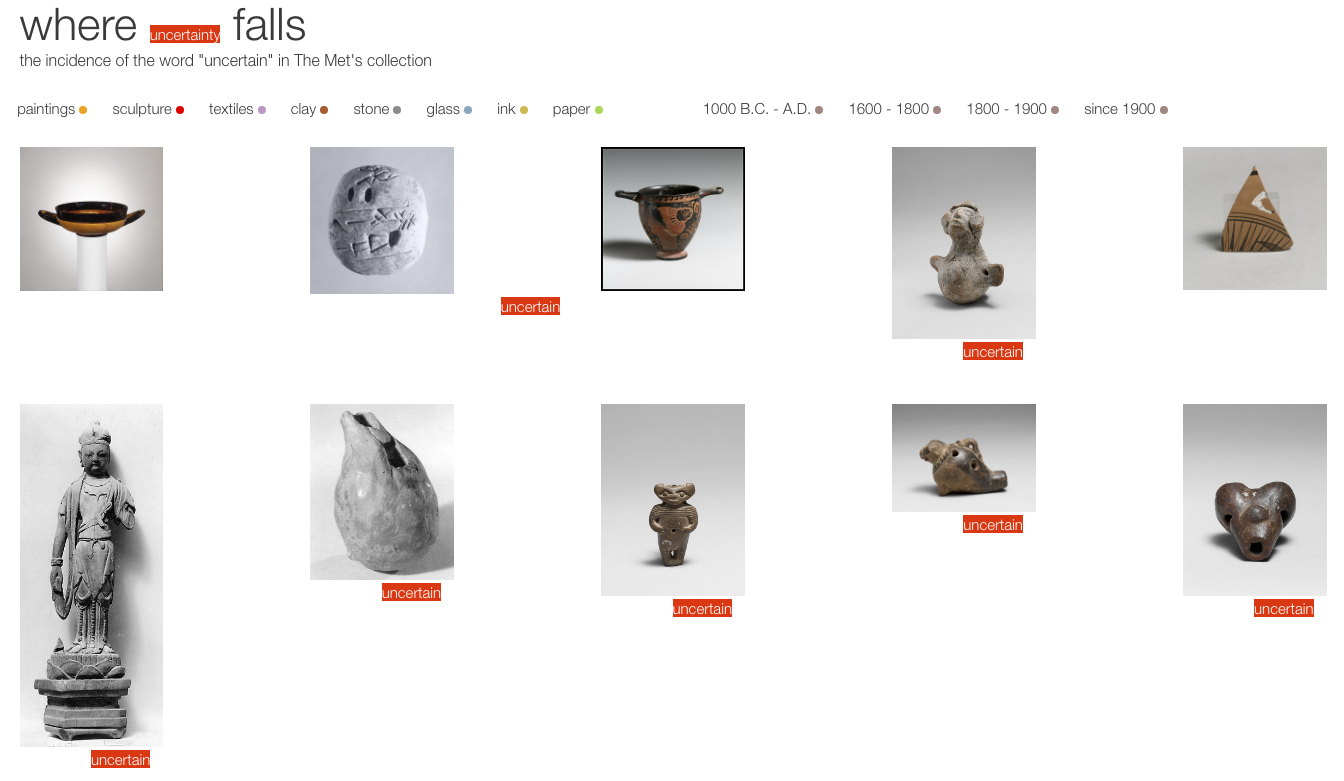 where uncertainty falls
the incidence of the word "uncertain" in The Met's collection
paintings sculpture textiles clay stone glass ink paper 1000 B.C. - A.D. 1600 - 1800 1800 - 1900 since 1900
uncertain
uncertain
uncertain
uncertain
uncertain
uncertain
uncertain